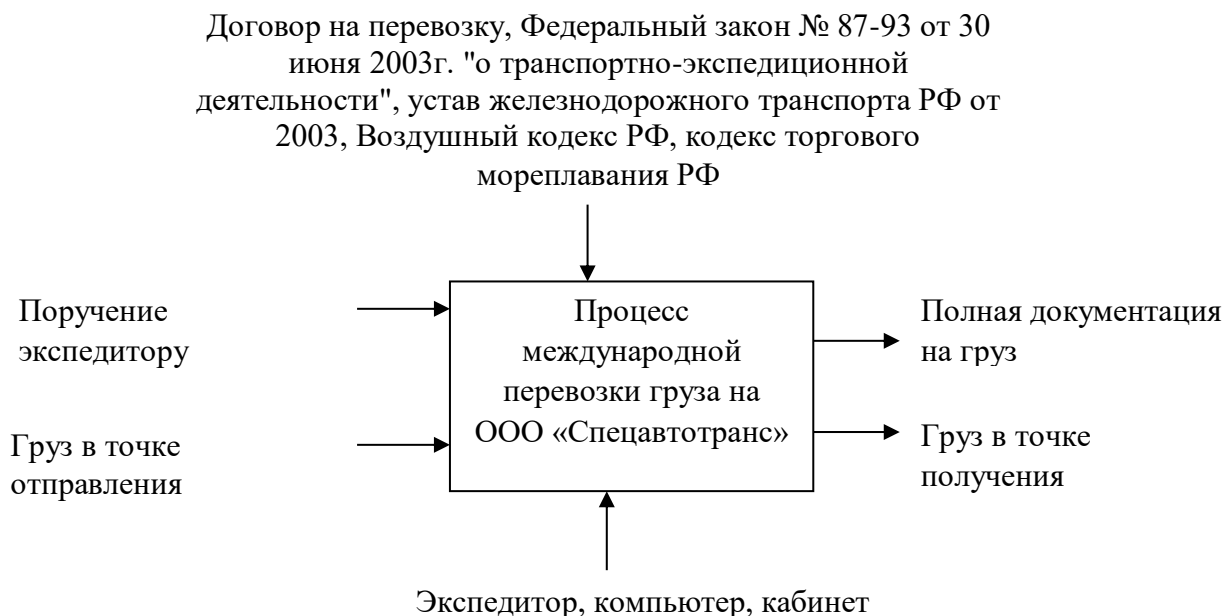 Договор на перевозку, Федеральный закон № 87-93 от 30
июня 2003г. "о транспортно-экспедиционной
деятельности", устав железнодорожного транспорта РФ от
2003, Воздушный кодекс РФ, кодекс торгового
мореплавания РФ
Поручение
экспедитору
Груз в точке
отправления
Процесс
международной
перевозки груза на
ООО «Спецавтотранс»
Полная документация
на груз
Груз в точке
получения
Экспедитор, компьютер, кабинет